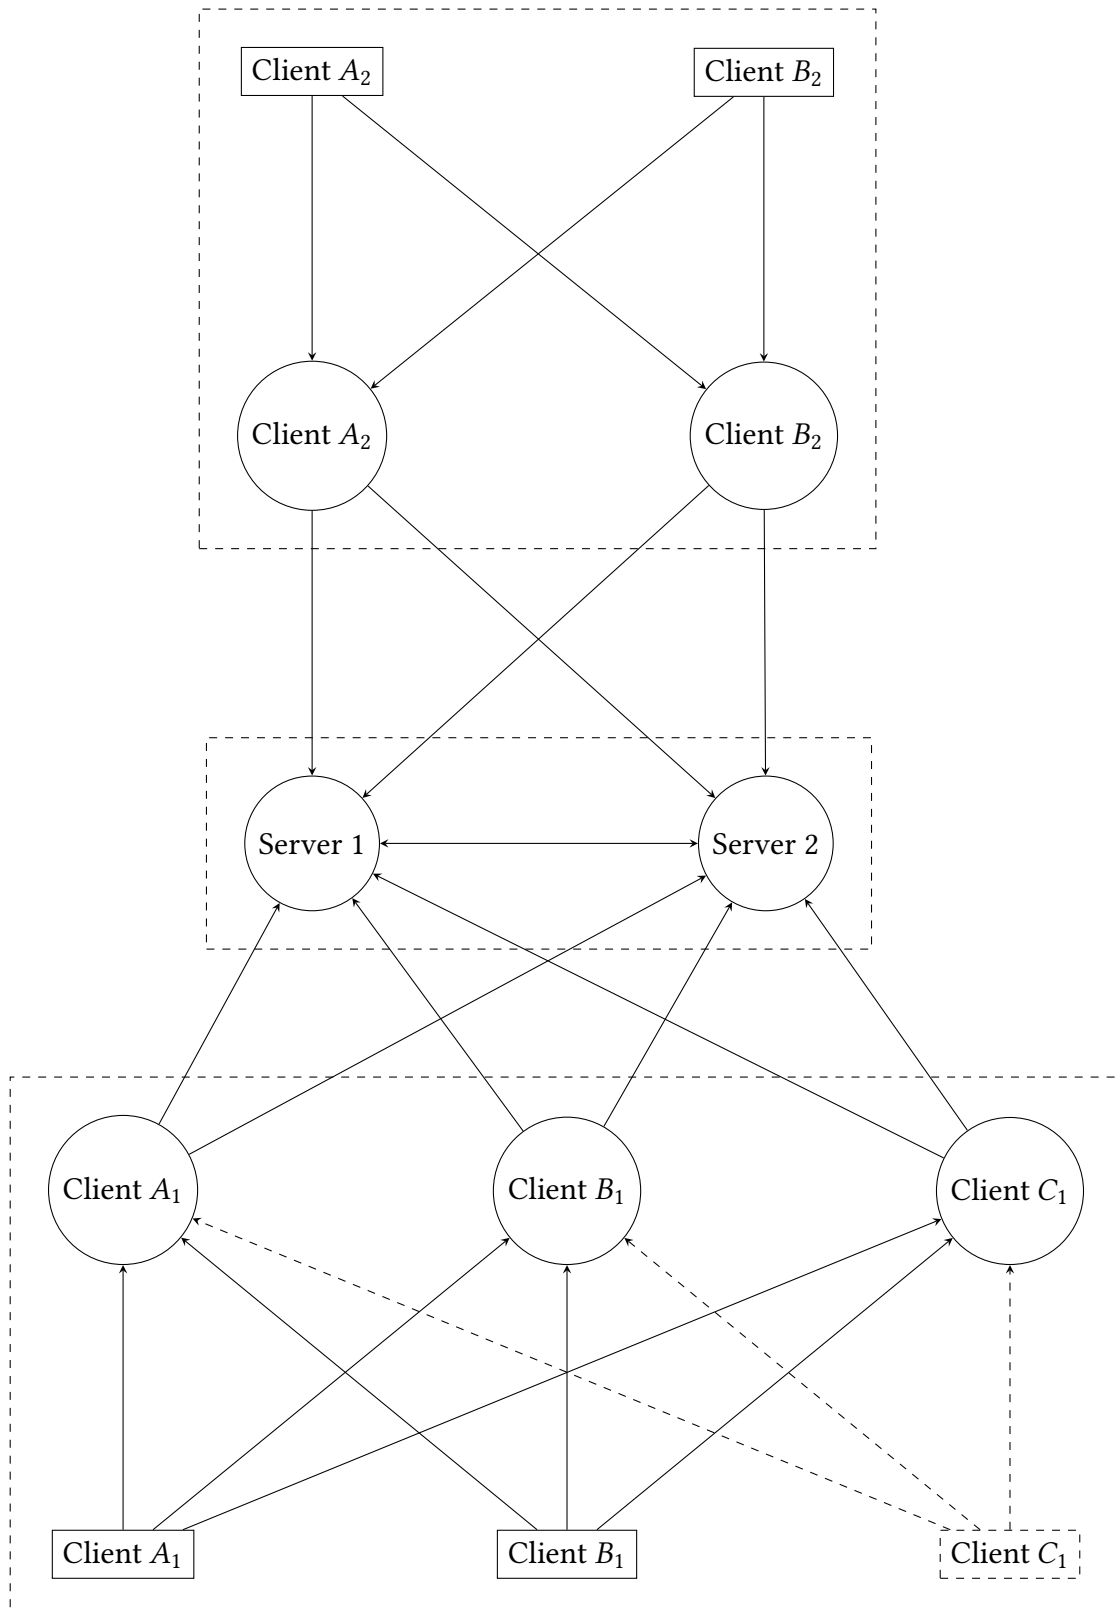 Client A₂
Client B₂
Client A₂
Client B₂
Server 1
Server 2
Client A₁
Client B₁
Client C₁
Client A₁
Client B₁
Client C₁